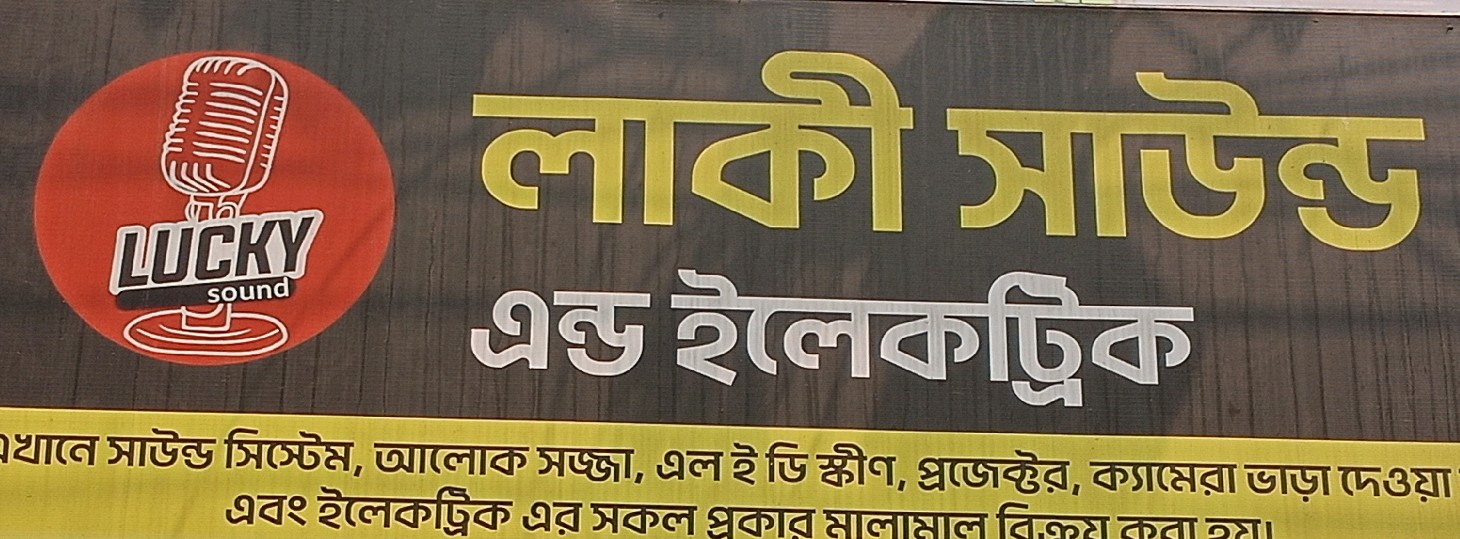 LUCKY
sound
লাকী সাউন্ড
এন্ড ইলেকট্রিক
এখানে সাউন্ড সিস্টেম, আলোক সজ্জা, এল ই ডি স্ক্রীণ, প্রজেক্টর, ক্যামেরা ভাড়া দেওয়া
এবং ইলেকট্রিক এর সকল প্রকার মালামাল বিক্রয় করা হয়।